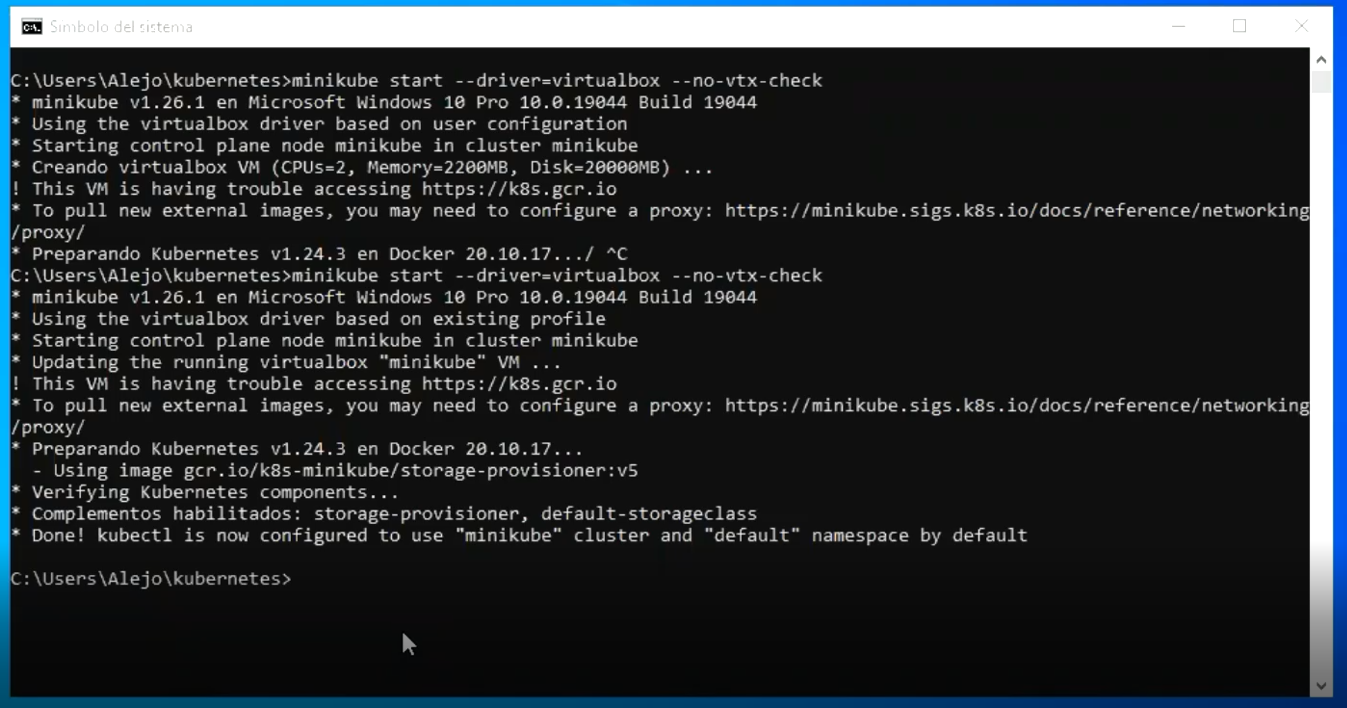 Símbolo del sistema
C:\Users\Alejo\kubernetes>minikube start --driver=virtualbox --no-vtx-check
* minikube v1.26.1 en Microsoft Windows 10 Pro 10.0.19044 Build 19044
* Using the virtualbox driver based on user configuration
* Starting control plane node minikube in cluster minikube
* Creando virtualbox VM (CPUs=2, Memory=2200MB, Disk=20000MB) ...
! This VM is having trouble accessing https://k8s.gcr.io
* To pull new external images, you may need to configure a proxy: https://minikube.sigs.k8s.io/docs/reference/networking
/proxy/
* Preparando Kubernetes v1.24.3 en Docker 20.10.17.../ ^C
C:\Users\Alejo\kubernetes>minikube start --driver=virtualbox --no-vtx-check
* minikube v1.26.1 en Microsoft Windows 10 Pro 10.0.19044 Build 19044
* Using the virtualbox driver based on existing profile
* Starting control plane node minikube in cluster minikube
* Updating the running virtualbox "minikube" VM ...
! This VM is having trouble accessing https://k8s.gcr.io
* To pull new external images, you may need to configure a proxy: https://minikube.sigs.k8s.io/docs/reference/networking
/proxy/
* Preparando Kubernetes v1.24.3 en Docker 20.10.17...
  - Using image gcr.io/k8s-minikube/storage-provisioner:v5
* Verifying Kubernetes components...
* Complementos habilitados: storage-provisioner, default-storageclass
* Done! kubectl is now configured to use "minikube" cluster and "default" namespace by default
C:\Users\Alejo\kubernetes>